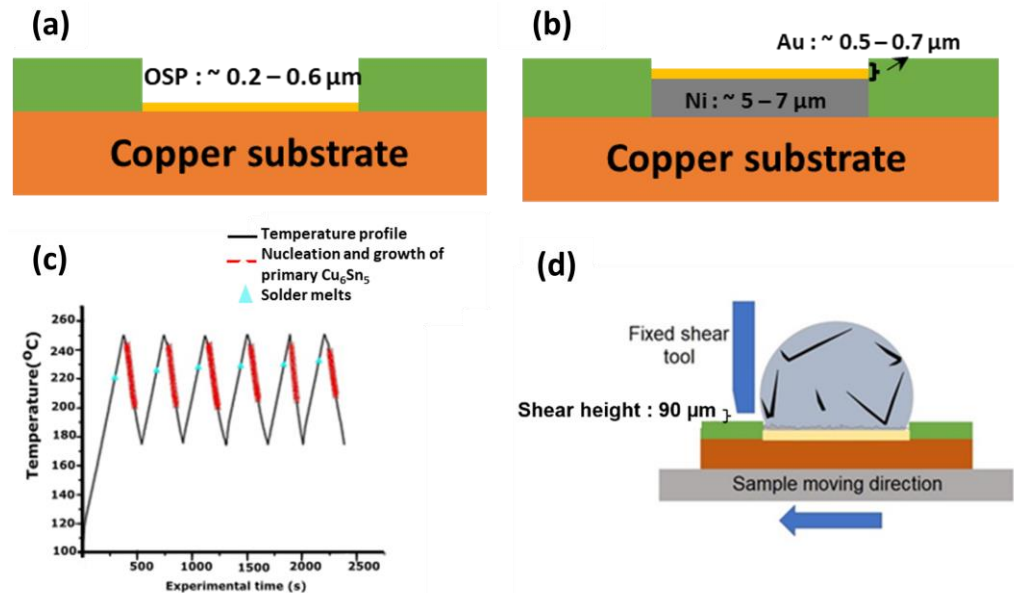 (a)
OSP : ~ 0.2 – 0.6 μm
Copper substrate
(b)
Au : ~ 0.5 – 0.7 μm
Ni : ~ 5 – 7 μm
Copper substrate
(c)
Temperature profile
Nucleation and growth of
primary Cu₆Sn₅
Solder melts
Temperature(°C)
260
240
220
200
180
160
140
120
100
500
1000
1500
2000
2500
Experimental time (s)
(d)
Fixed shear
tool
Shear height : 90 μm
Sample moving direction